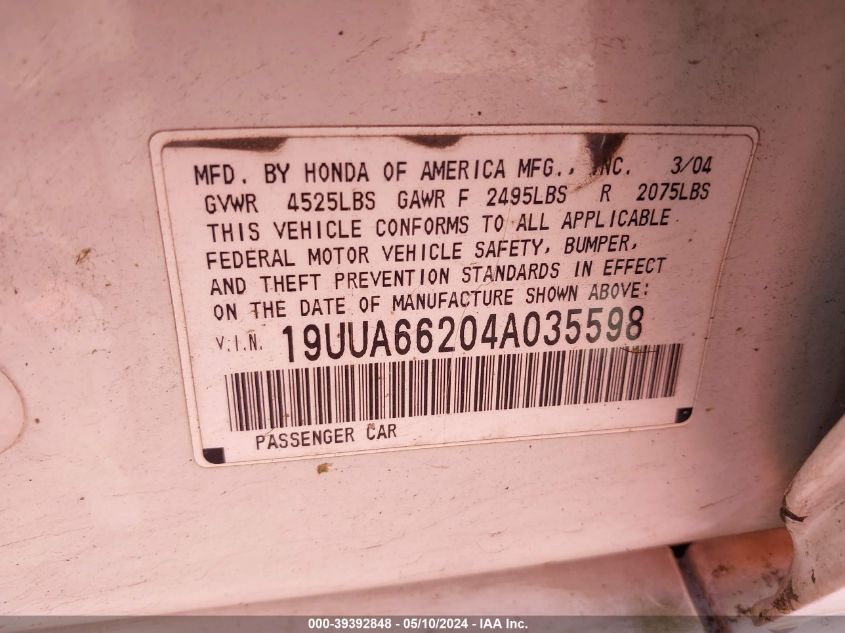 MFD. BY HONDA OF AMERICA MFG., INC. 3/04
GVWR 4525LBS GAWR F 2495LBS R 2075LBS
THIS VEHICLE CONFORMS TO ALL APPLICABLE
FEDERAL MOTOR VEHICLE SAFETY, BUMPER,
AND THEFT PREVENTION STANDARDS IN EFFECT
ON THE DATE OF MANUFACTURE SHOWN ABOVE:
V.I.N. 19UUA66204A035598
PASSENGER CAR
000-39392848 - 05/10/2024 - IAA Inc.